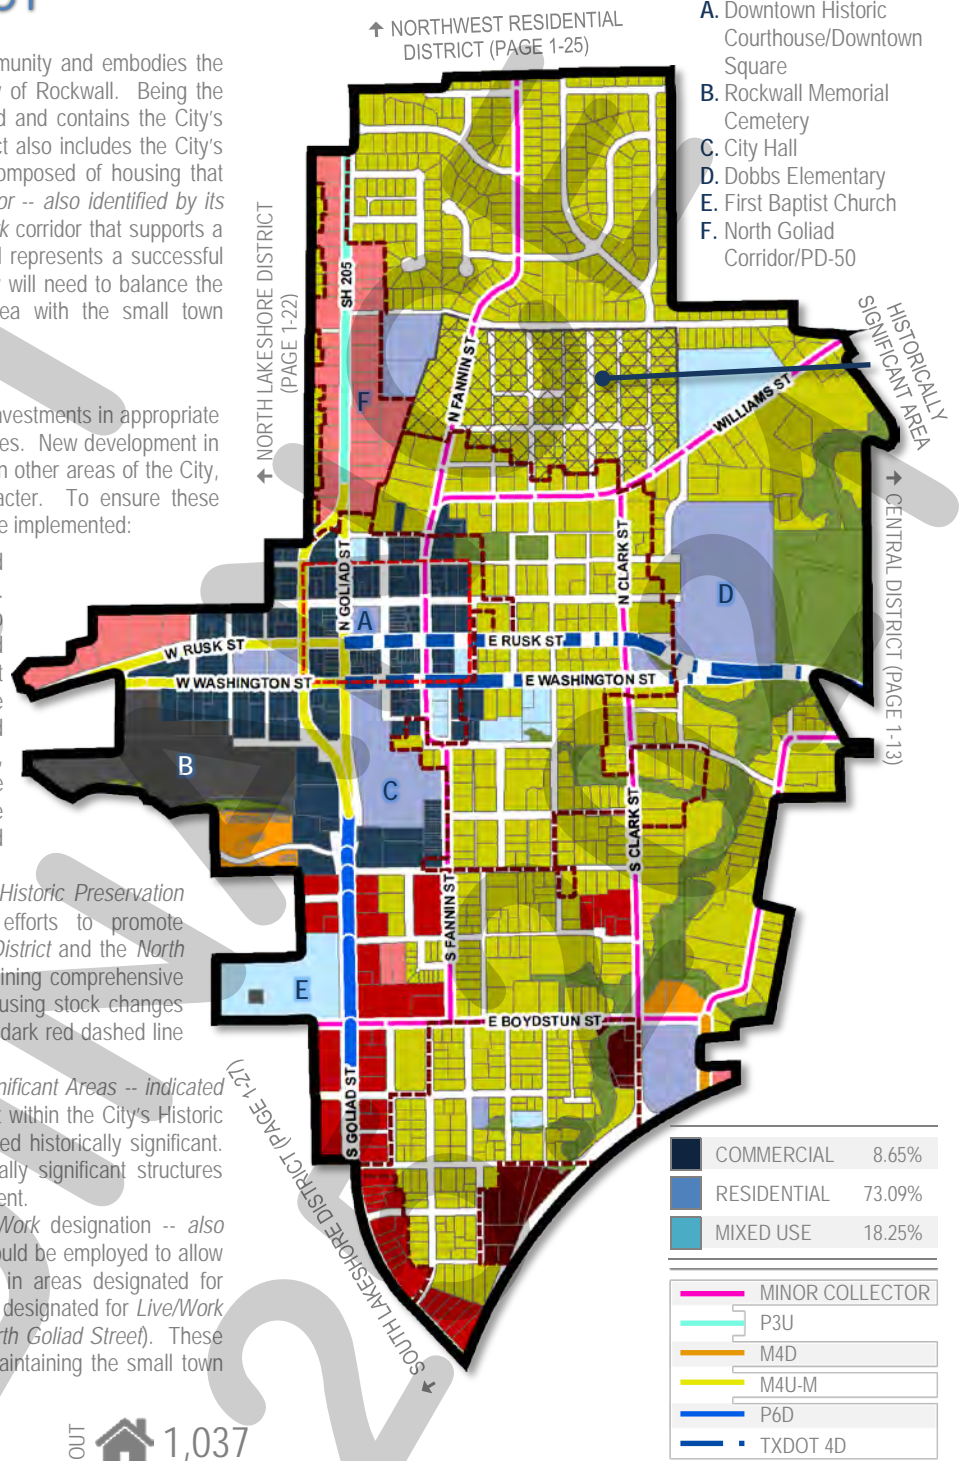 munity and embodies the
of Rockwall. Being the
d and contains the City's
ct also includes the City's
omposed of housing that
or -- also identified by its
rk corridor that supports a
l represents a successful
will need to balance the
ea with the small town
nvestments in appropriate
es. New development in
n other areas of the City,
acter. To ensure these
e implemented:
d
t
e
d
e
e
d
Historic Preservation
efforts to promote
District and the North
ining comprehensive
using stock changes
dark red dashed line
nificant Areas -- indicated
t within the City's Historic
ed historically significant.
ally significant structures
ent.
Work designation -- also
ould be employed to allow
in areas designated for
designated for Live/Work
rth Goliad Street). These
aintaining the small town
OUT
1,037
NORTHWEST RESIDENTIAL
DISTRICT (PAGE 1-25)
A. Downtown Historic
Courthouse/Downtown
Square
B. Rockwall Memorial
Cemetery
C. City Hall
D. Dobbs Elementary
E. First Baptist Church
F. North Goliad
Corridor/PD-50
NORTH LAKESHORE DISTRICT
(PAGE 1-22)
HISTORICALLY
SIGNIFICANT AREA
CENTRAL DISTRICT (PAGE 1-13)
SOUTH LAKESHORE DISTRICT (PAGE 1-27)
SH 205
N FANNIN ST
WILLIAMS ST
F
N GOLIAD ST
N CLARK ST
A
D
W RUSK ST
E RUSK ST
W WASHINGTON ST
E WASHINGTON ST
B
C
S CLARK ST
S FANNIN ST
E
E BOYDSTUN ST
S GOLIAD ST
COMMERCIAL 8.65%
RESIDENTIAL 73.09%
MIXED USE 18.25%
MINOR COLLECTOR
P3U
M4D
M4U-M
P6D
TXDOT 4D